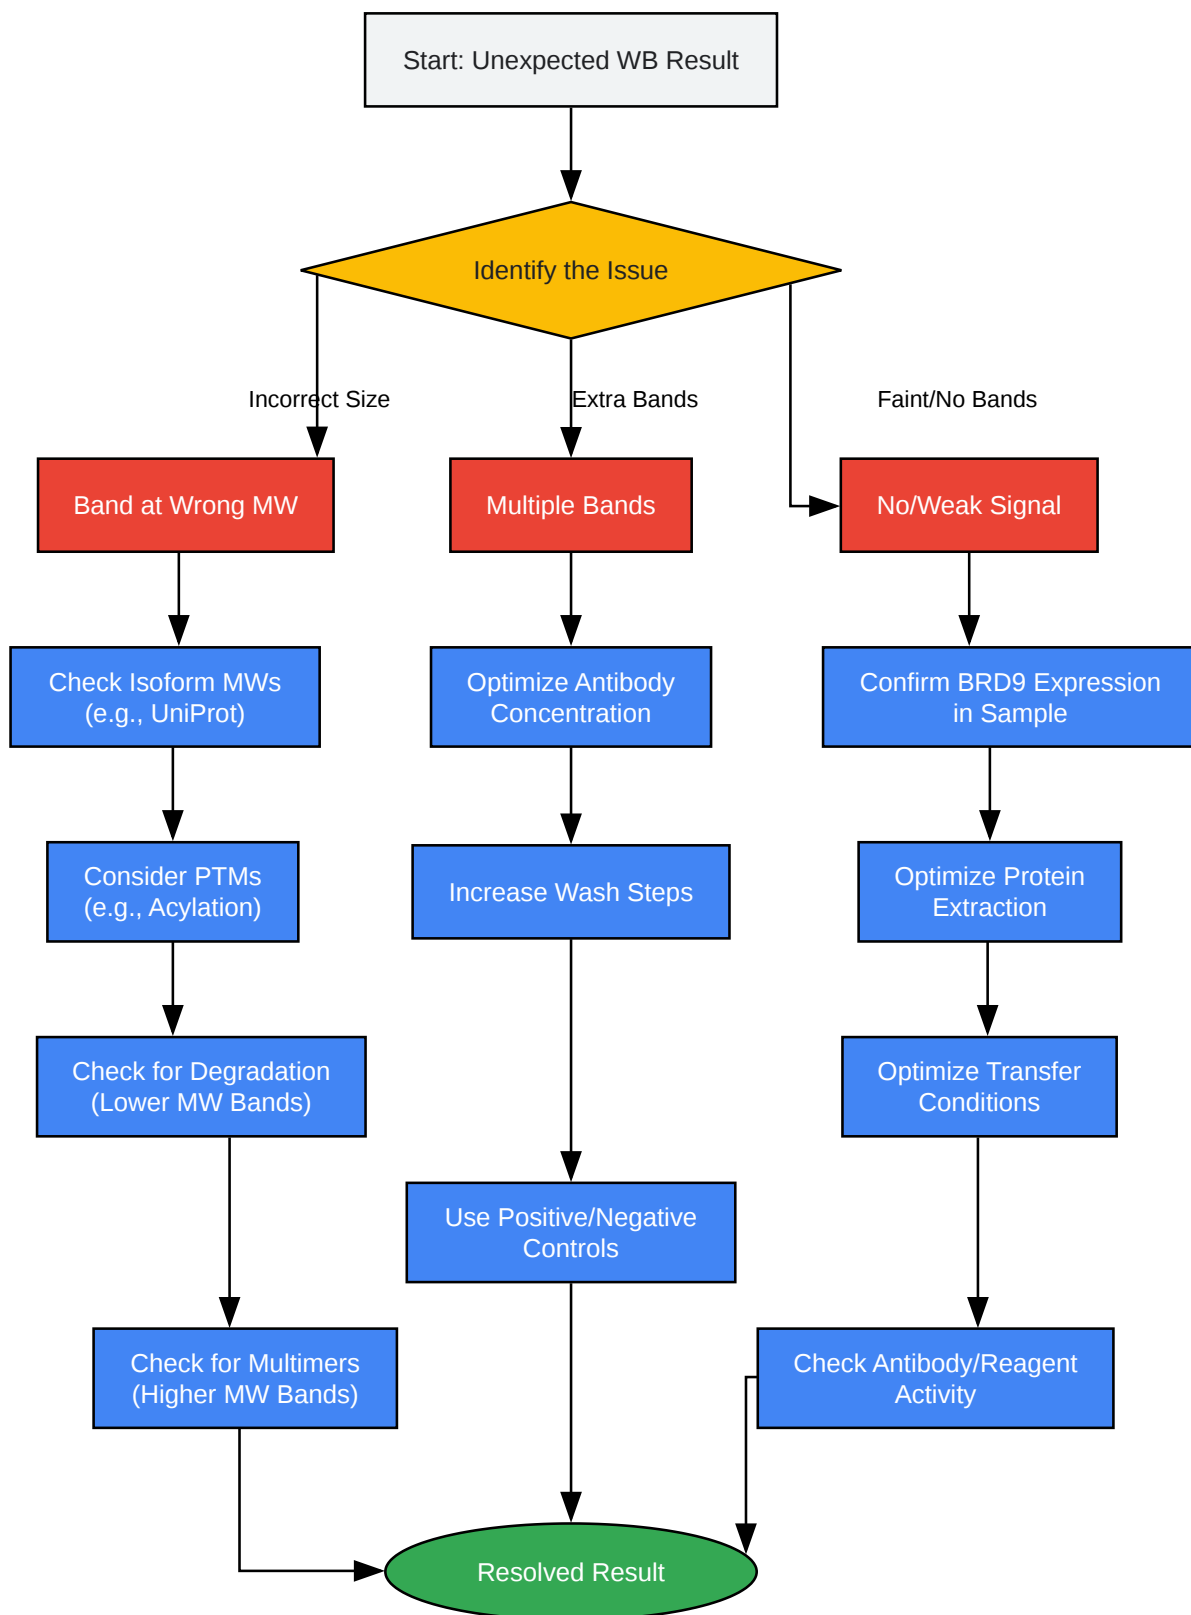 Start: Unexpected WB Result
Identify the Issue
Incorrect Size
Extra Bands
Faint/No Bands
Band at Wrong MW
Multiple Bands
No/Weak Signal
Check Isoform MWs
(e.g., UniProt)
Optimize Antibody
Concentration
Confirm BRD9 Expression
in Sample
Consider PTMs
(e.g., Acylation)
Increase Wash Steps
Optimize Protein
Extraction
Check for Degradation
(Lower MW Bands)
Optimize Transfer
Conditions
Use Positive/Negative
Controls
Check for Multimers
(Higher MW Bands)
Check Antibody/Reagent
Activity
Resolved Result